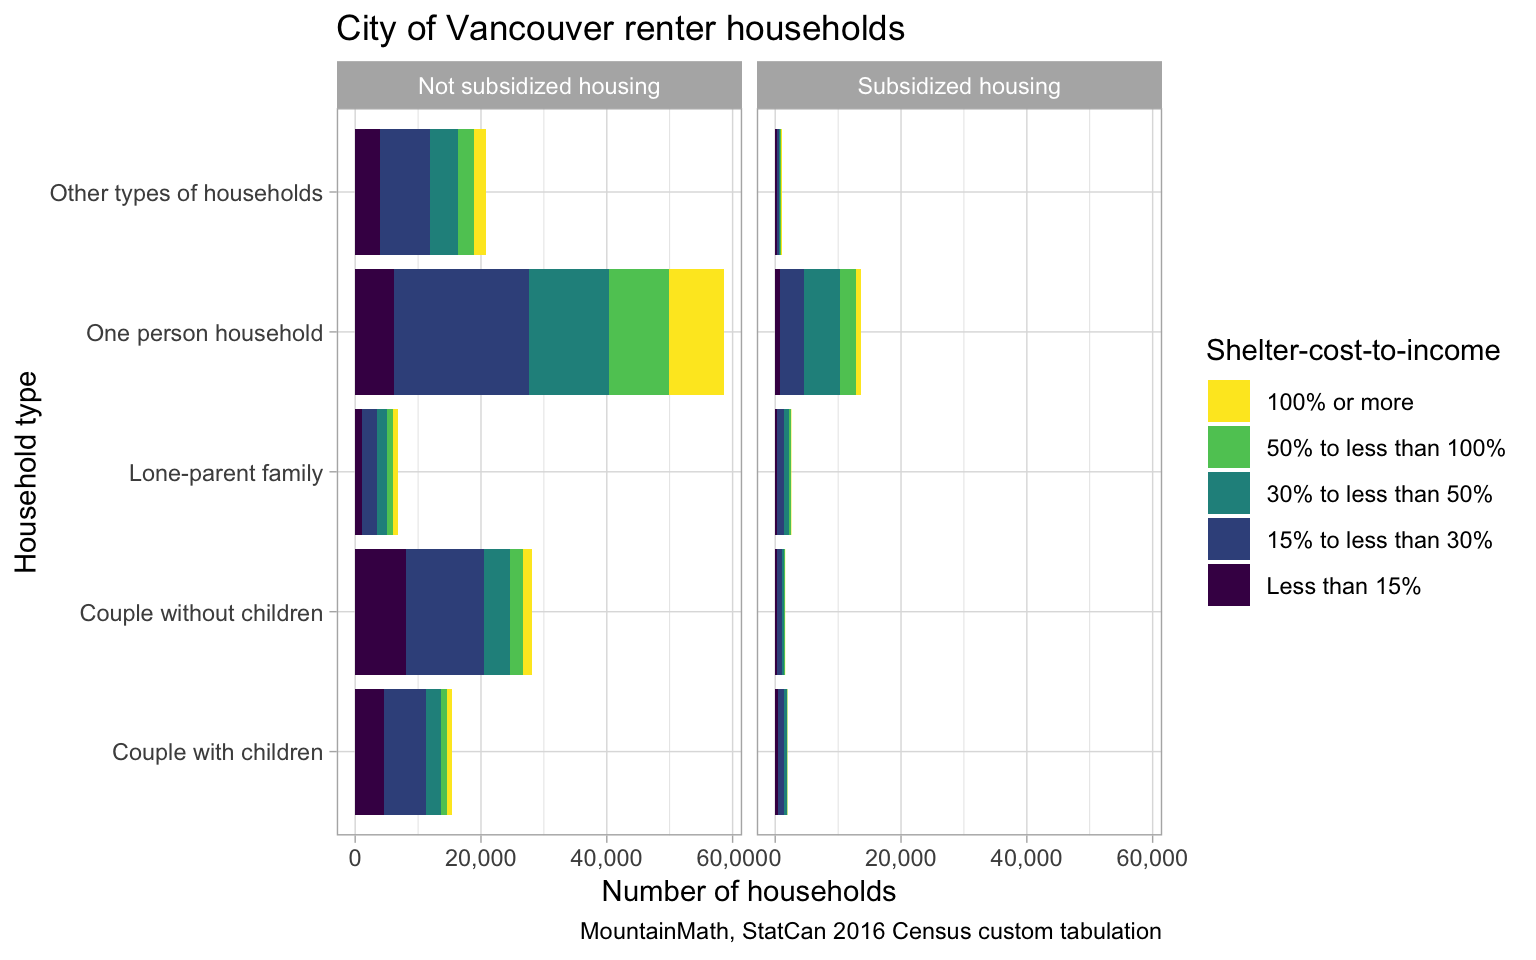 City of Vancouver renter households
Not subsidized housing
Subsidized housing
Household type
Other types of households
One person household
Lone-parent family
Couple without children
Couple with children
0 20,000 40,000 60,000
0 20,000 40,000 60,000
Number of households
MountainMath, StatCan 2016 Census custom tabulation
Shelter-cost-to-income
100% or more
50% to less than 100%
30% to less than 50%
15% to less than 30%
Less than 15%